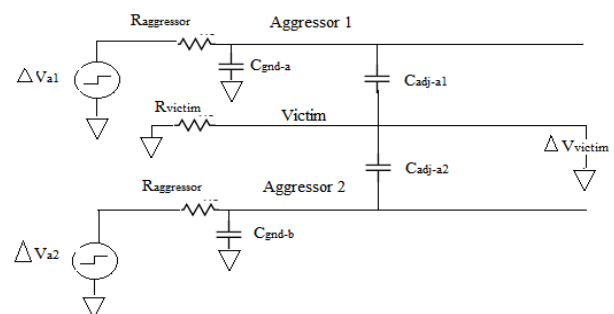 Raggressor
Aggressor 1
Cgnd-a
Cadj-a1
△ Va1
Rvictim
Victim
△ Vvictim
Cadj-a2
Raggressor
Aggressor 2
Cgnd-b
△ Va2